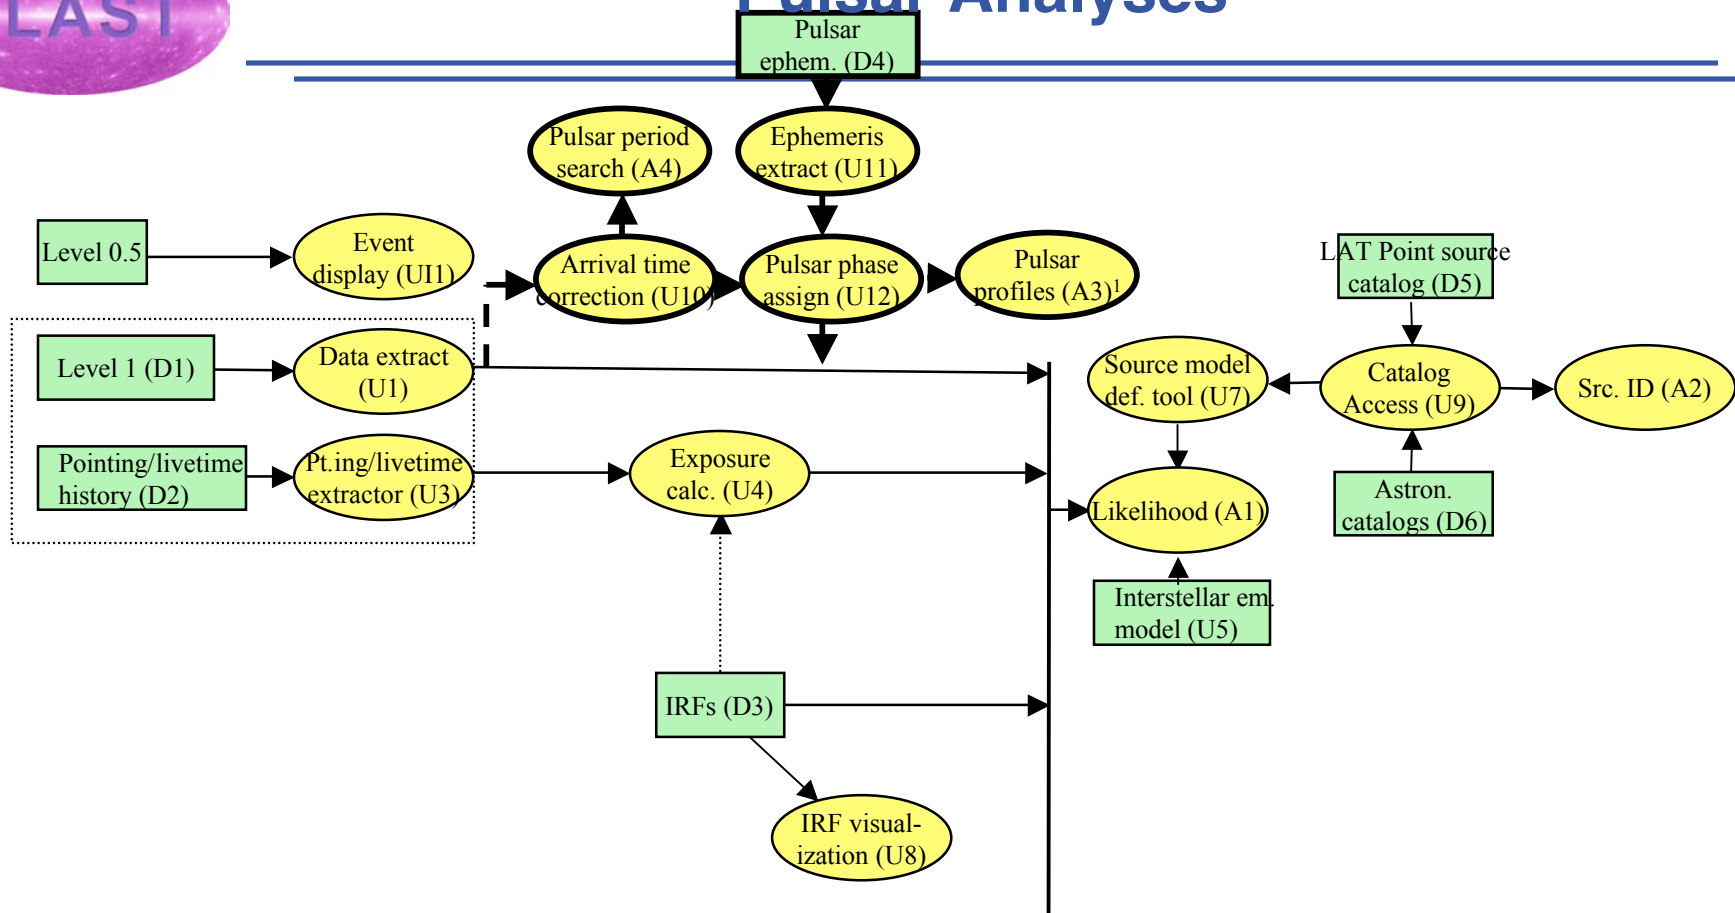 LAST
Pulsar Analyses
Pulsar
ephem. (D4)
Pulsar period
search (A4)
Ephemeris
extract (U11)
Level 0.5
Event
display (UI1)
Arrival time
correction (U10)
Pulsar phase
assign (U12)
Pulsar
profiles (A3)¹
LAT Point source
catalog (D5)
Level 1 (D1)
Data extract
(U1)
Source model
def. tool (U7)
Catalog
Access (U9)
Src. ID (A2)
Pointing/livetime
history (D2)
Pt.ing/livetime
extractor (U3)
Exposure
calc. (U4)
Likelihood (A1)
Astron.
catalogs (D6)
Interstellar em.
model (U5)
IRFs (D3)
IRF visual-
ization (U8)